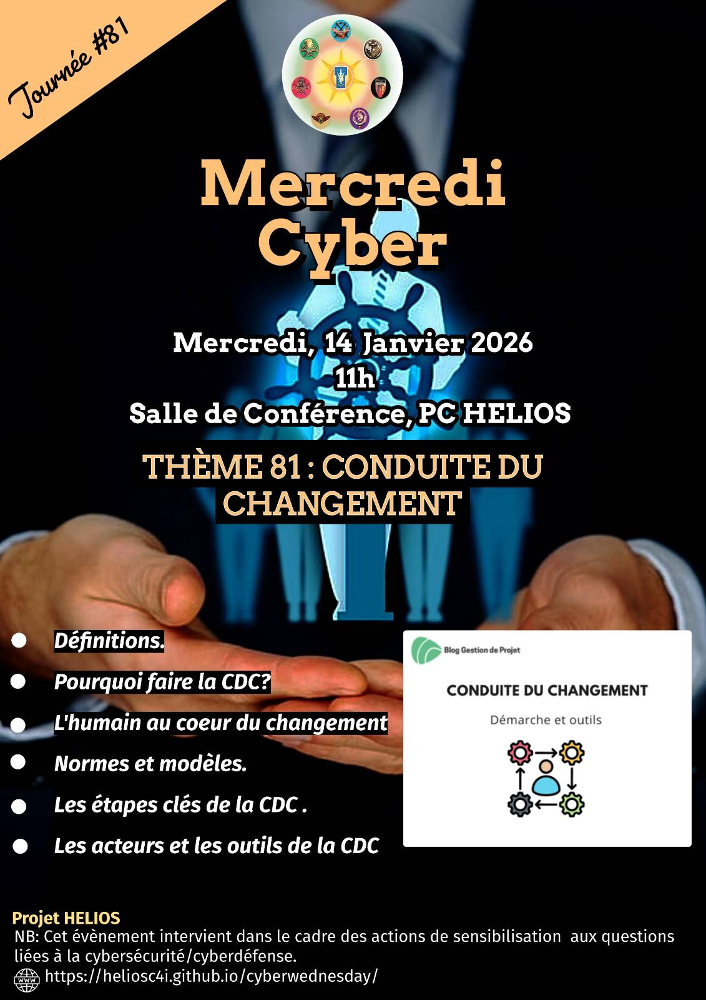 Journée #81
Mercredi
Cyber
Mercredi, 14 Janvier 2026
11h
Salle de Conférence, PC HELIOS
THÈME 81 : CONDUITE DU
CHANGEMENT
Définitions.
Pourquoi faire la CDC?
L'humain au coeur du changement
Normes et modèles.
Les étapes clés de la CDC .
Les acteurs et les outils de la CDC
Blog Gestion de Projet
CONDUITE DU CHANGEMENT
Démarche et outils
Projet HELIOS
NB: Cet évènement intervient dans le cadre des actions de sensibilisation aux questions
liées à la cybersécurité/cyberdéfense.
WWW https://heliosc4i.github.io/cyberwednesday/